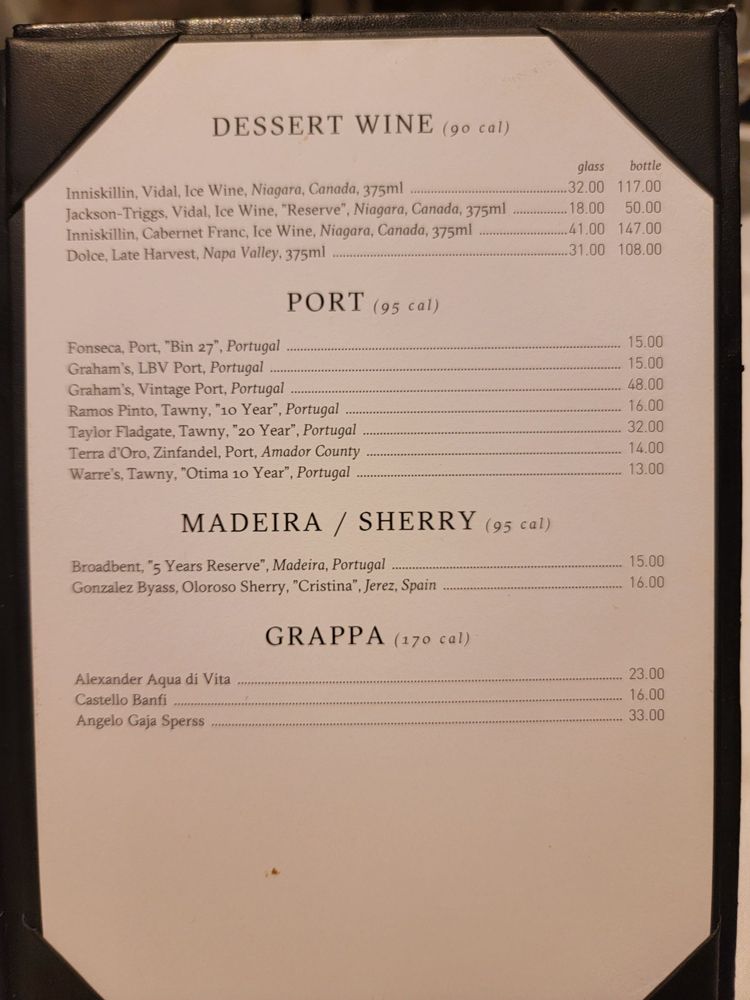 DESSERT WINE (90 cal)
glass bottle
Inniskillin, Vidal, Ice Wine, Niagara, Canada, 375ml ........ 32.00 117.00
Jackson-Triggs, Vidal, Ice Wine, "Reserve", Niagara, Canada, 375ml ........ 18.00 50.00
Inniskillin, Cabernet Franc, Ice Wine, Niagara, Canada, 375ml ........ 41.00 147.00
Dolce, Late Harvest, Napa Valley, 375ml ........ 31.00 108.00
PORT (95 cal)
Fonseca, Port, "Bin 27", Portugal ........ 15.00
Graham's, LBV Port, Portugal ........ 15.00
Graham's, Vintage Port, Portugal ........ 48.00
Ramos Pinto, Tawny, "10 Year", Portugal ........ 16.00
Taylor Fladgate, Tawny, "20 Year", Portugal ........ 32.00
Terra d'Oro, Zinfandel, Port, Amador County ........ 14.00
Warre's, Tawny, "Otima 10 Year", Portugal ........ 13.00
MADEIRA / SHERRY (95 cal)
Broadbent, "5 Years Reserve", Madeira, Portugal ........ 15.00
Gonzalez Byass, Oloroso Sherry, "Cristina", Jerez, Spain ........ 16.00
GRAPPA (170 cal)
Alexander Aqua di Vita ........ 23.00
Castello Banfi ........ 16.00
Angelo Gaja Sperss ........ 33.00